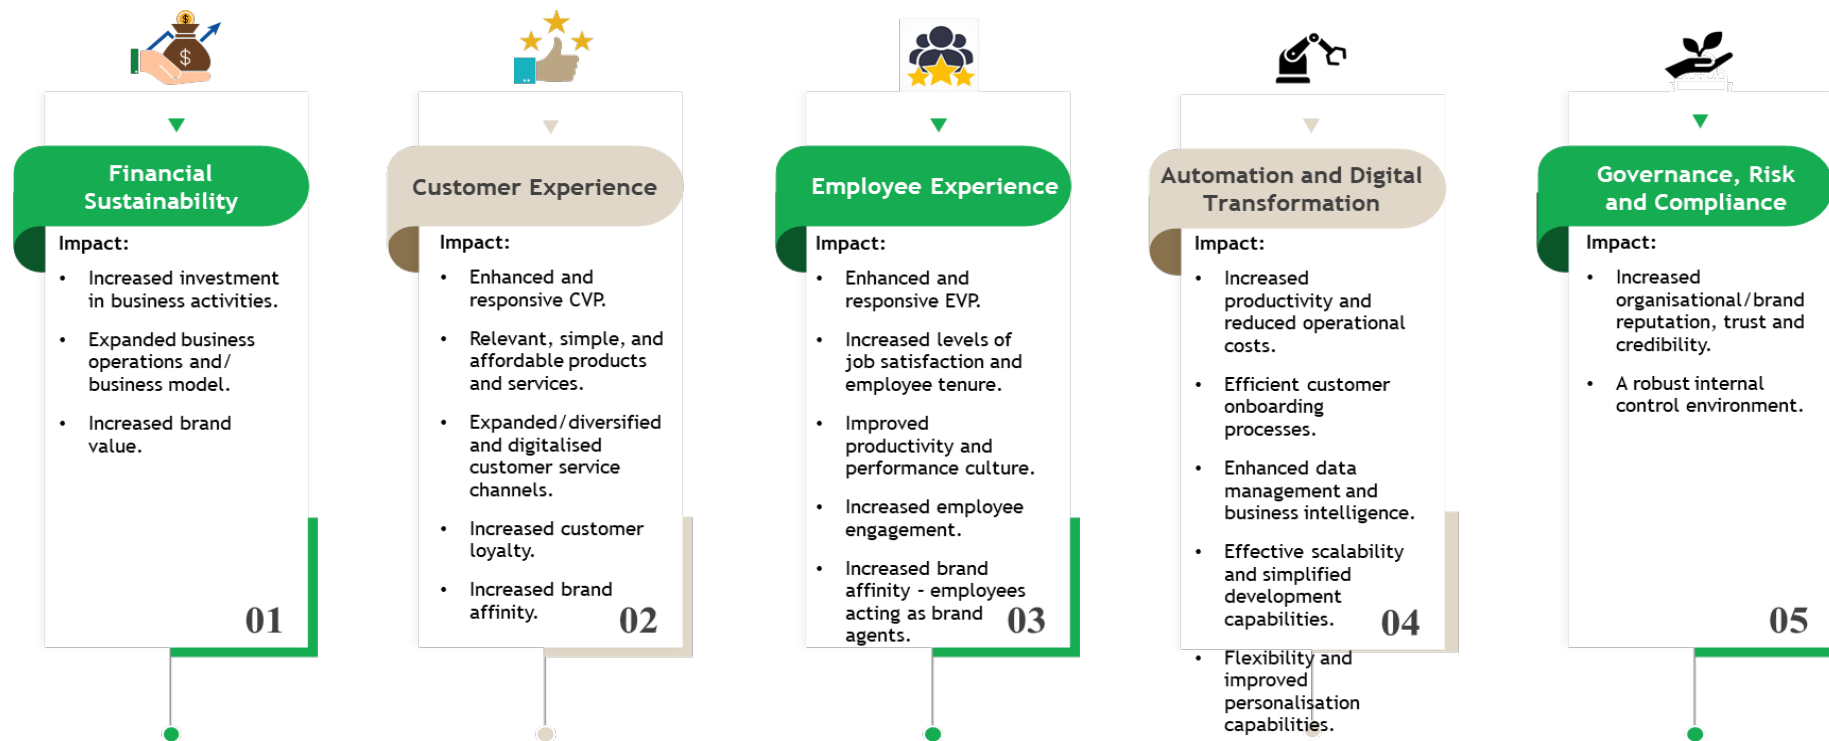 Financial
Sustainability
Impact:
• Increased investment
in business activities.
• Expanded business
operations and/
business model.
• Increased brand
value.
01
Customer Experience
Impact:
• Enhanced and
responsive CVP.
• Relevant, simple, and
affordable products
and services.
• Expanded/diversified
and digitalised
customer service
channels.
• Increased customer
loyalty.
• Increased brand
affinity.
02
Employee Experience
Impact:
• Enhanced and
responsive EVP.
• Increased levels of
job satisfaction and
employee tenure.
• Improved
productivity and
performance culture.
• Increased employee
engagement.
• Increased brand
affinity – employees
acting as brand
agents.
03
Automation and Digital
Transformation
Impact:
• Increased
productivity and
reduced operational
costs.
• Efficient customer
onboarding
processes.
• Enhanced data
management and
business intelligence.
• Effective scalability
and simplified
development
capabilities.
• Flexibility and
improved
personalisation
capabilities.
04
Governance, Risk
and Compliance
Impact:
• Increased
organisational/brand
reputation, trust and
credibility.
• A robust internal
control environment.
05